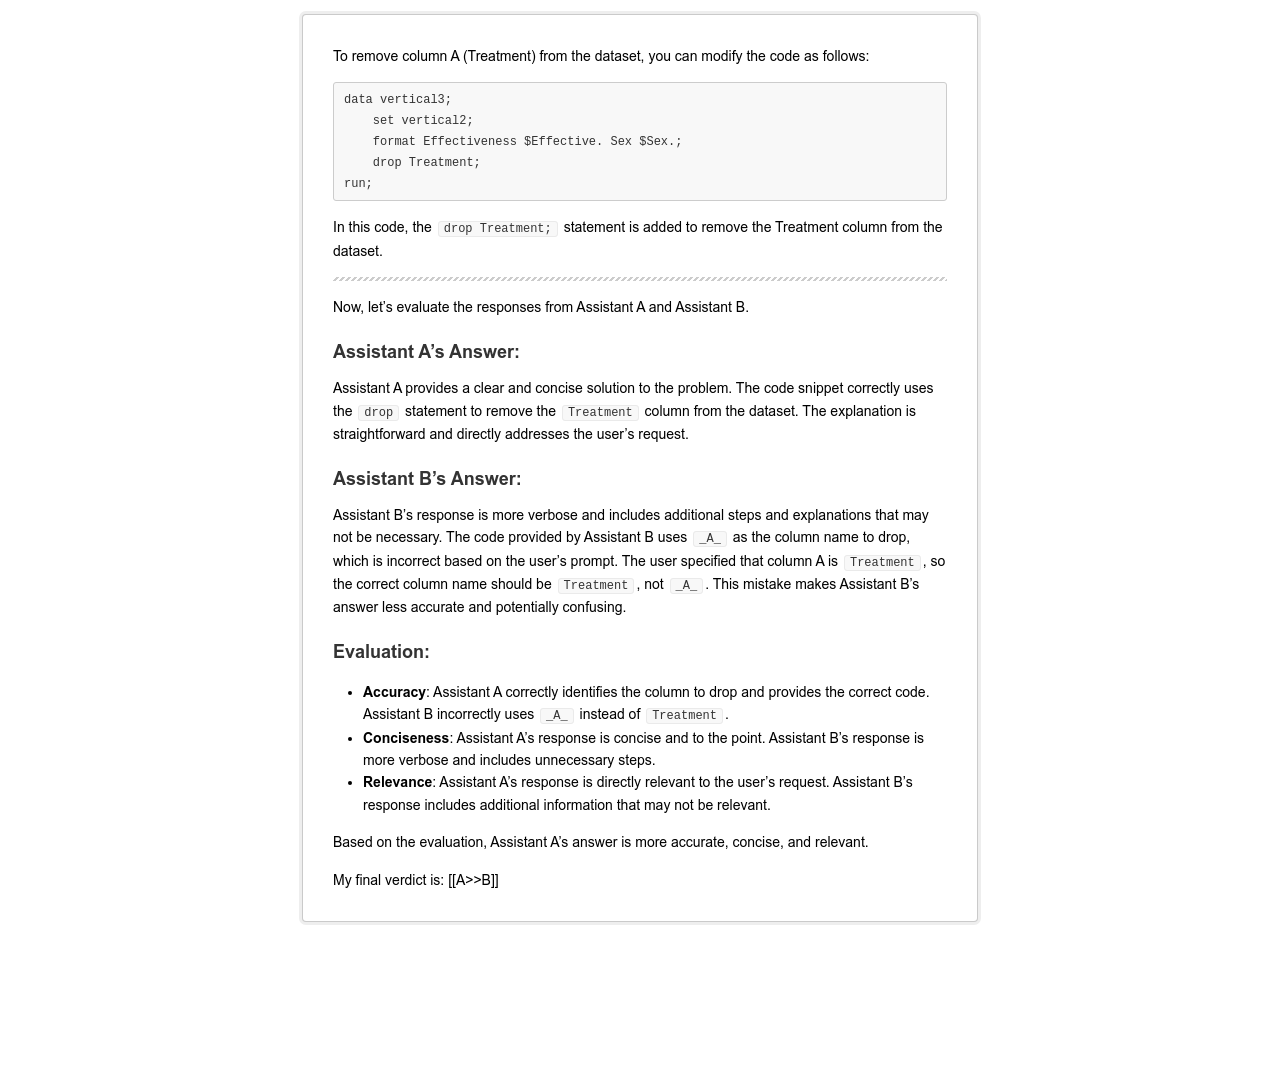 To remove column A (Treatment) from the dataset, you can modify the code as follows:
data vertical3;
    set vertical2;
    format Effectiveness $Effective. Sex $Sex.;
    drop Treatment;
run;
In this code, the drop Treatment; statement is added to remove the Treatment column from the
dataset.
Now, let’s evaluate the responses from Assistant A and Assistant B.
Assistant A’s Answer:
Assistant A provides a clear and concise solution to the problem. The code snippet correctly uses
the drop statement to remove the Treatment column from the dataset. The explanation is
straightforward and directly addresses the user’s request.
Assistant B’s Answer:
Assistant B’s response is more verbose and includes additional steps and explanations that may
not be necessary. The code provided by Assistant B uses _A_ as the column name to drop,
which is incorrect based on the user’s prompt. The user specified that column A is Treatment, so
the correct column name should be Treatment, not _A_. This mistake makes Assistant B’s
answer less accurate and potentially confusing.
Evaluation:
• Accuracy: Assistant A correctly identifies the column to drop and provides the correct code.
Assistant B incorrectly uses _A_ instead of Treatment.
• Conciseness: Assistant A’s response is concise and to the point. Assistant B’s response is
more verbose and includes unnecessary steps.
• Relevance: Assistant A’s response is directly relevant to the user’s request. Assistant B’s
response includes additional information that may not be relevant.
Based on the evaluation, Assistant A’s answer is more accurate, concise, and relevant.
My final verdict is: [[A>>B]]